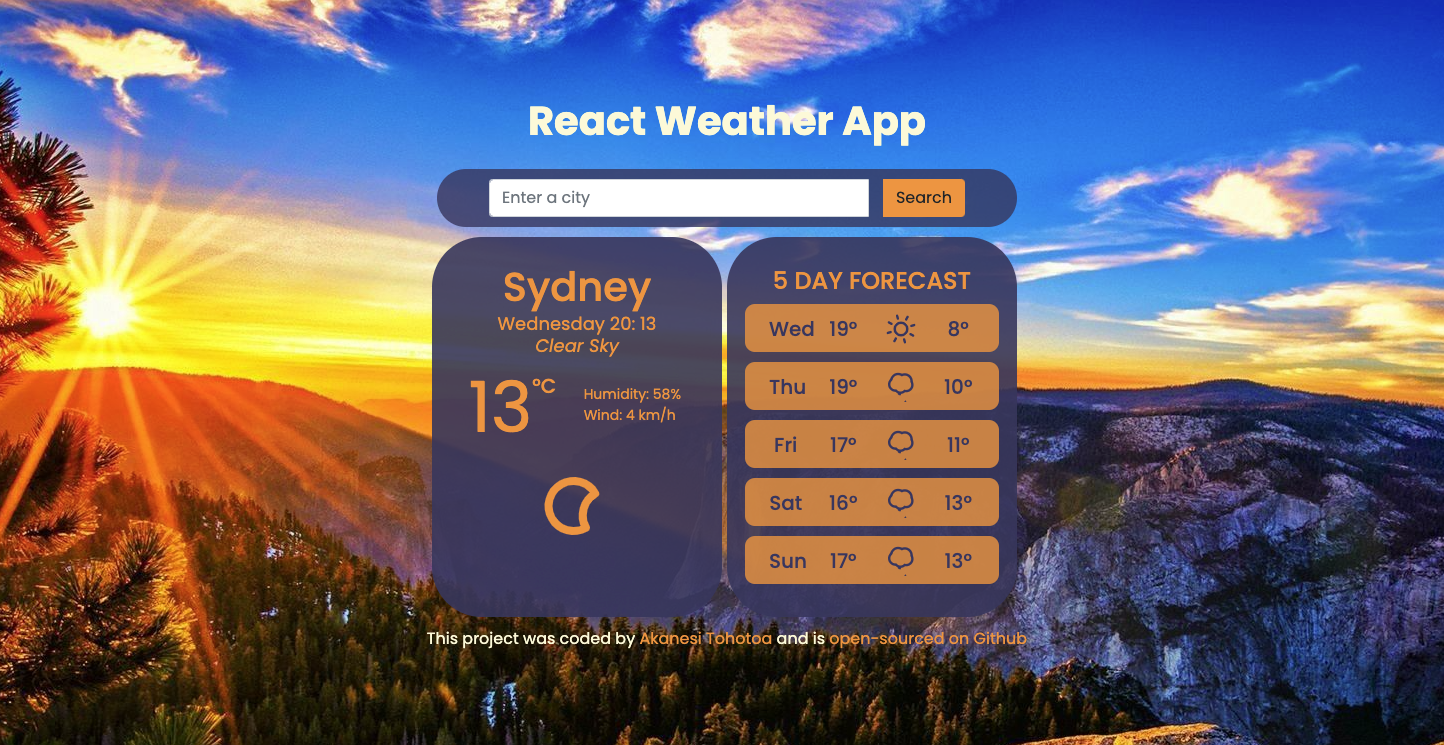 React Weather App
Enter a city
Search
Sydney
Wednesday 20: 13
Clear Sky
13 °C
Humidity: 58%
Wind: 4 km/h
5 DAY FORECAST
Wed 19° 8°
Thu 19° 10°
Fri 17° 11°
Sat 16° 13°
Sun 17° 13°
This project was coded by Akanesi Tohotoa and is open-sourced on Github